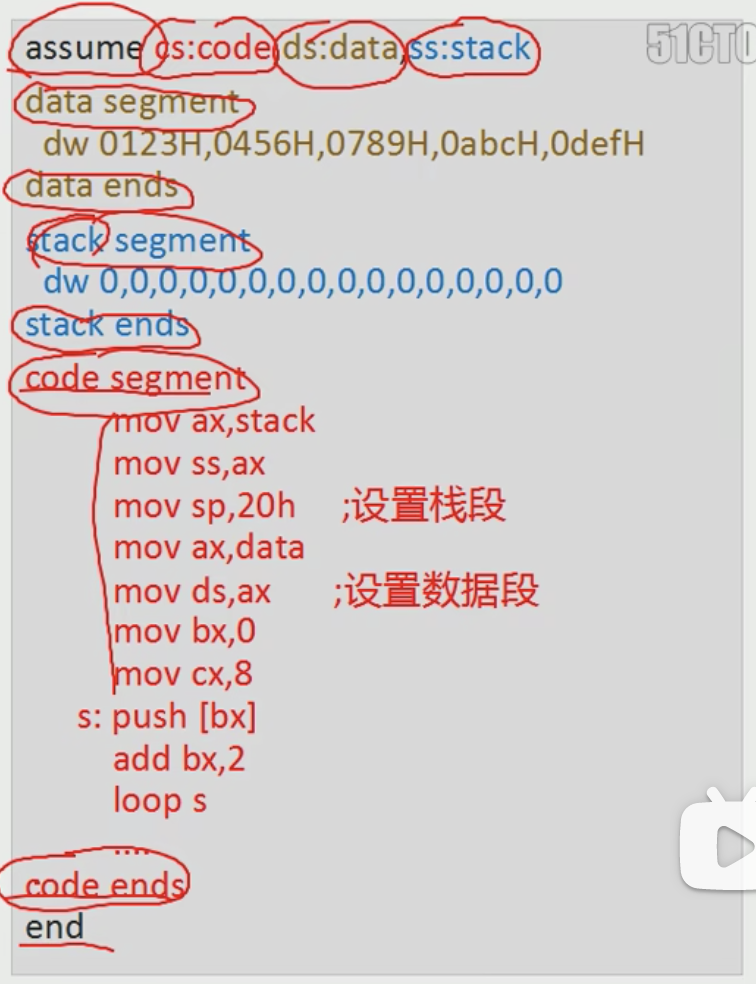 assume cs:code,ds:data,ss:stack
51CTO
data segment
dw 0123H,0456H,0789H,0abcH,0defH
data ends
stack segment
dw 0,0,0,0,0,0,0,0,0,0,0,0,0,0,0,0
stack ends
code segment
mov ax,stack
mov ss,ax
mov sp,20h ;设置栈段
mov ax,data
mov ds,ax ;设置数据段
mov bx,0
mov cx,8
s: push [bx]
add bx,2
loop s
....
code ends
end